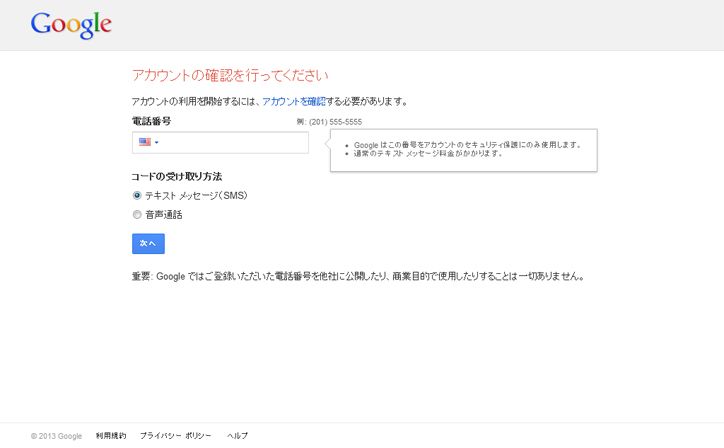 Google
アカウントの確認を行ってください
アカウントの利用を開始するには、アカウントを確認する必要があります。
電話番号
例: (201) 555-5555
Google はこの番号をアカウントのセキュリティ保護にのみ使用します。
通常のテキスト メッセージ料金がかかります。
コードの受け取り方法
テキスト メッセージ(SMS)
音声通話
次へ
重要: Google ではご登録いただいた電話番号を他社に公開したり、商業目的で使用したりすることは一切ありません。
© 2013 Google 利用規約 プライバシー ポリシー ヘルプ